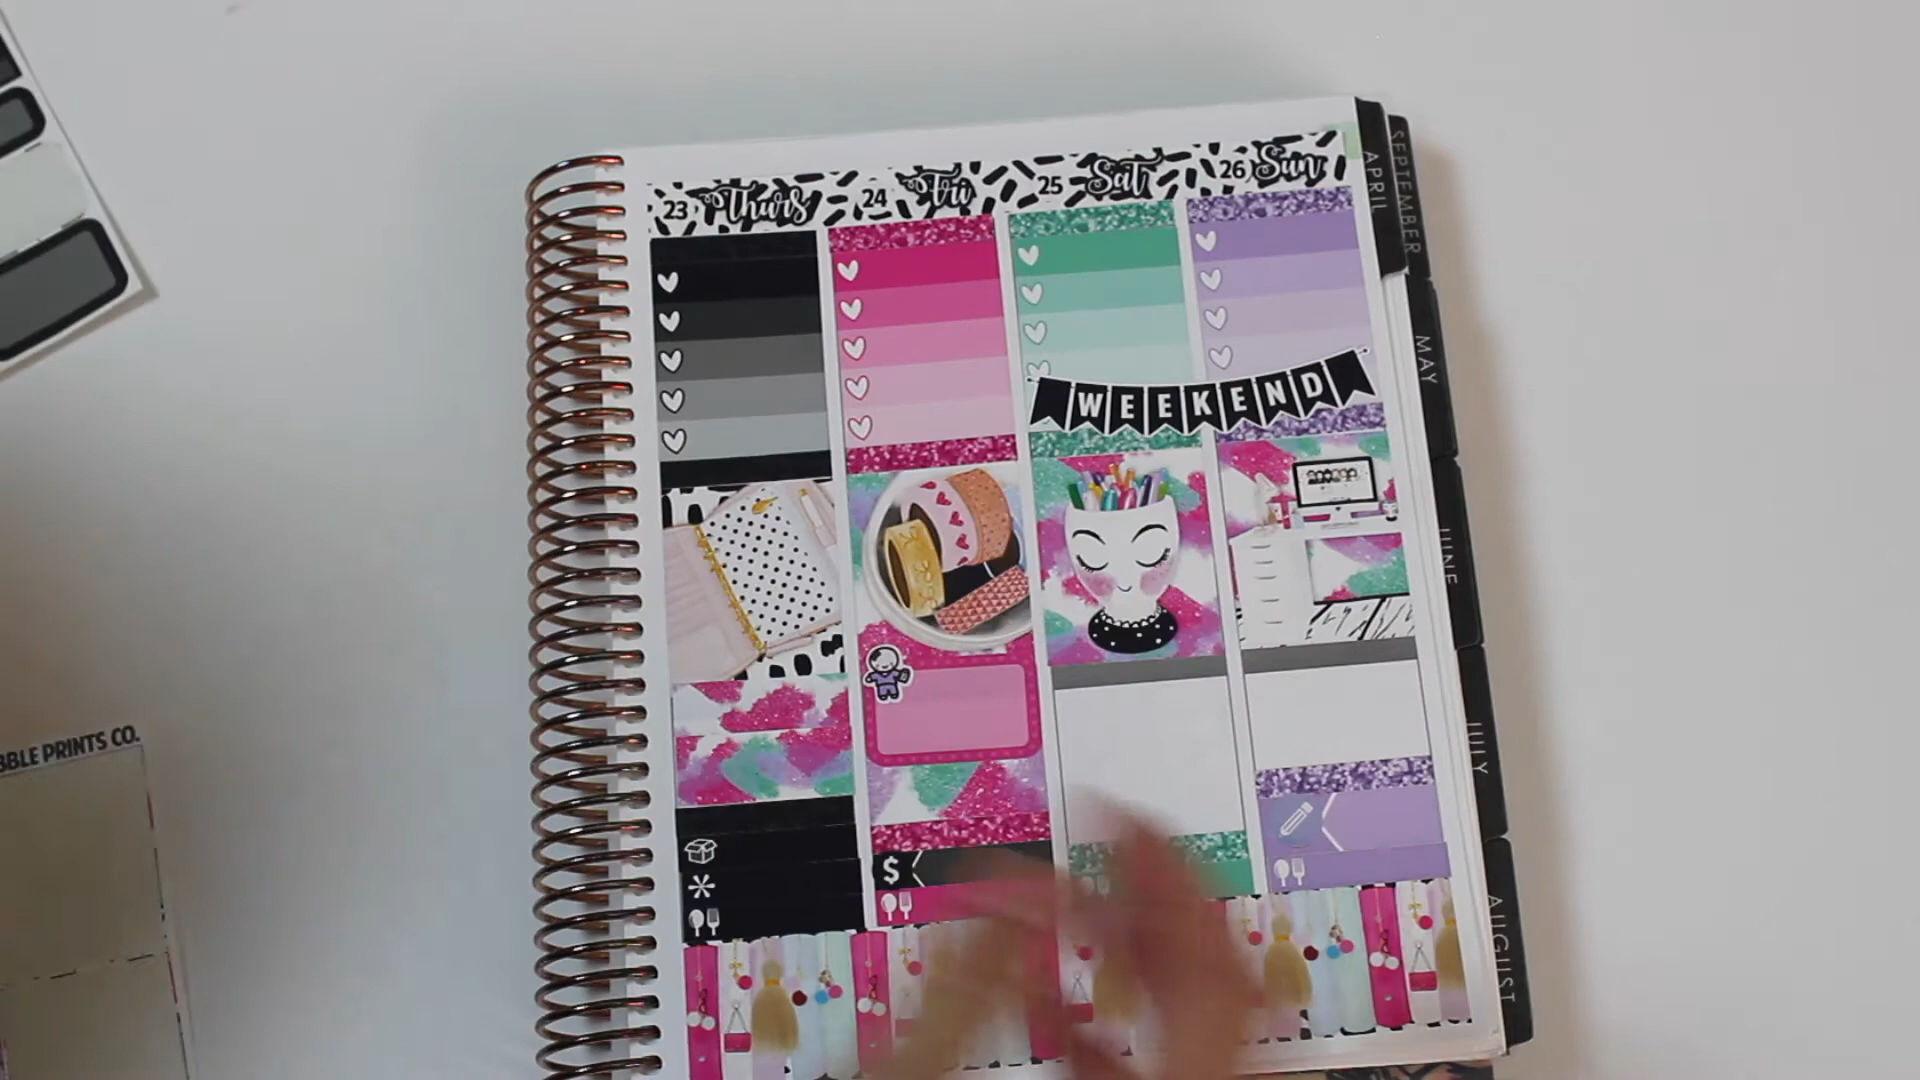 23 Thurs 24 Fri 25 Sat 26 Sun
WEEKEND
$
BBLE PRINTS CO.
APRIL
SEPTEMBER
MAY
JUNE
JULY
AUGUST